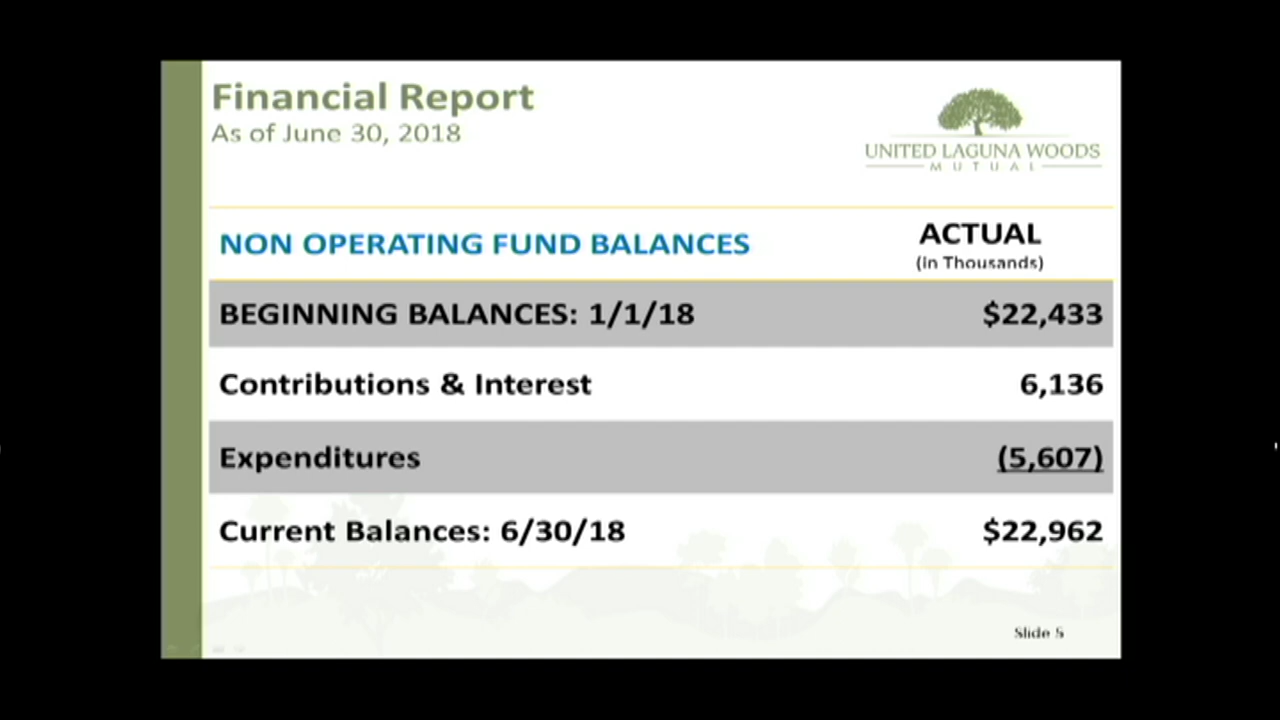 Financial Report
As of June 30, 2018
UNITED LAGUNA WOODS
MUTUAL
NON OPERATING FUND BALANCES
ACTUAL
(in Thousands)
BEGINNING BALANCES: 1/1/18 $22,433
Contributions & Interest 6,136
Expenditures (5,607)
Current Balances: 6/30/18 $22,962
Slide 5